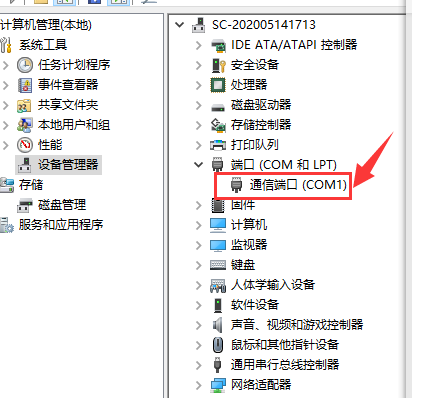 计算机管理(本地)
系统工具
任务计划程序
事件查看器
共享文件夹
本地用户和组
性能
设备管理器
存储
磁盘管理
服务和应用程序
SC-202005141713
IDE ATA/ATAPI 控制器
安全设备
处理器
磁盘驱动器
存储控制器
打印队列
端口 (COM 和 LPT)
通信端口 (COM1)
固件
计算机
监视器
键盘
人体学输入设备
软件设备
声音、视频和游戏控制器
鼠标和其他指针设备
通用串行总线控制器
网络适配器